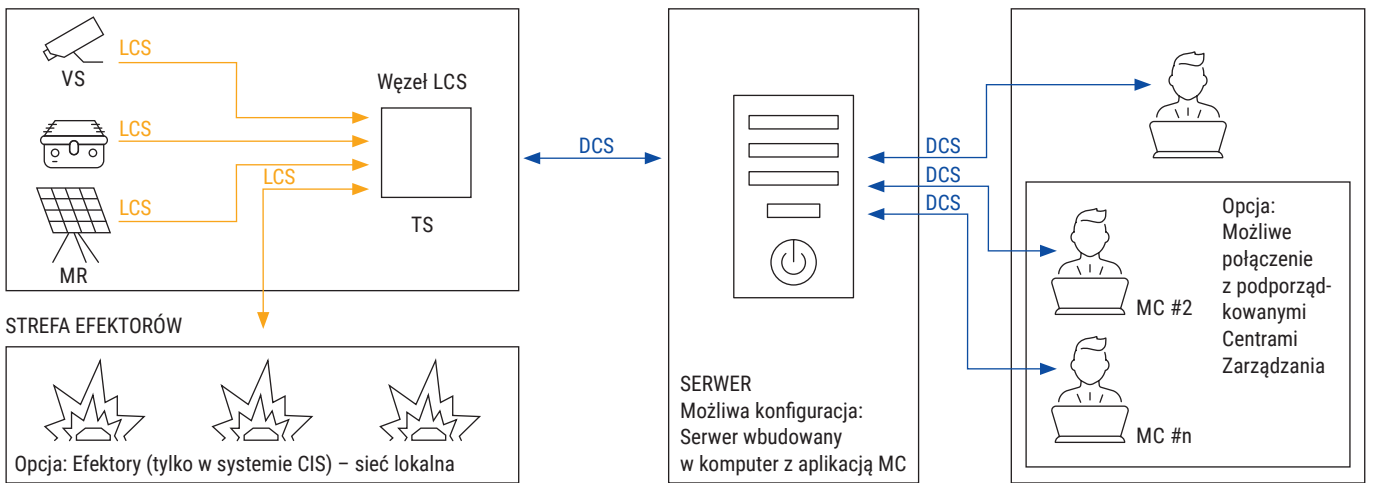 LCS
VS
LCS
LCS
LCS
MR
Węzeł LCS
TS
STREFA EFEKTORÓW
Opcja: Efektory (tylko w systemie CIS) – sieć lokalna
DCS
SERWER
Możliwa konfiguracja:
Serwer wbudowany
w komputer z aplikacją MC
DCS
DCS
DCS
MC #2
MC #n
Opcja:
Możliwe
połączenie
z podporząd-
kowanymi
Centrami
Zarządzania